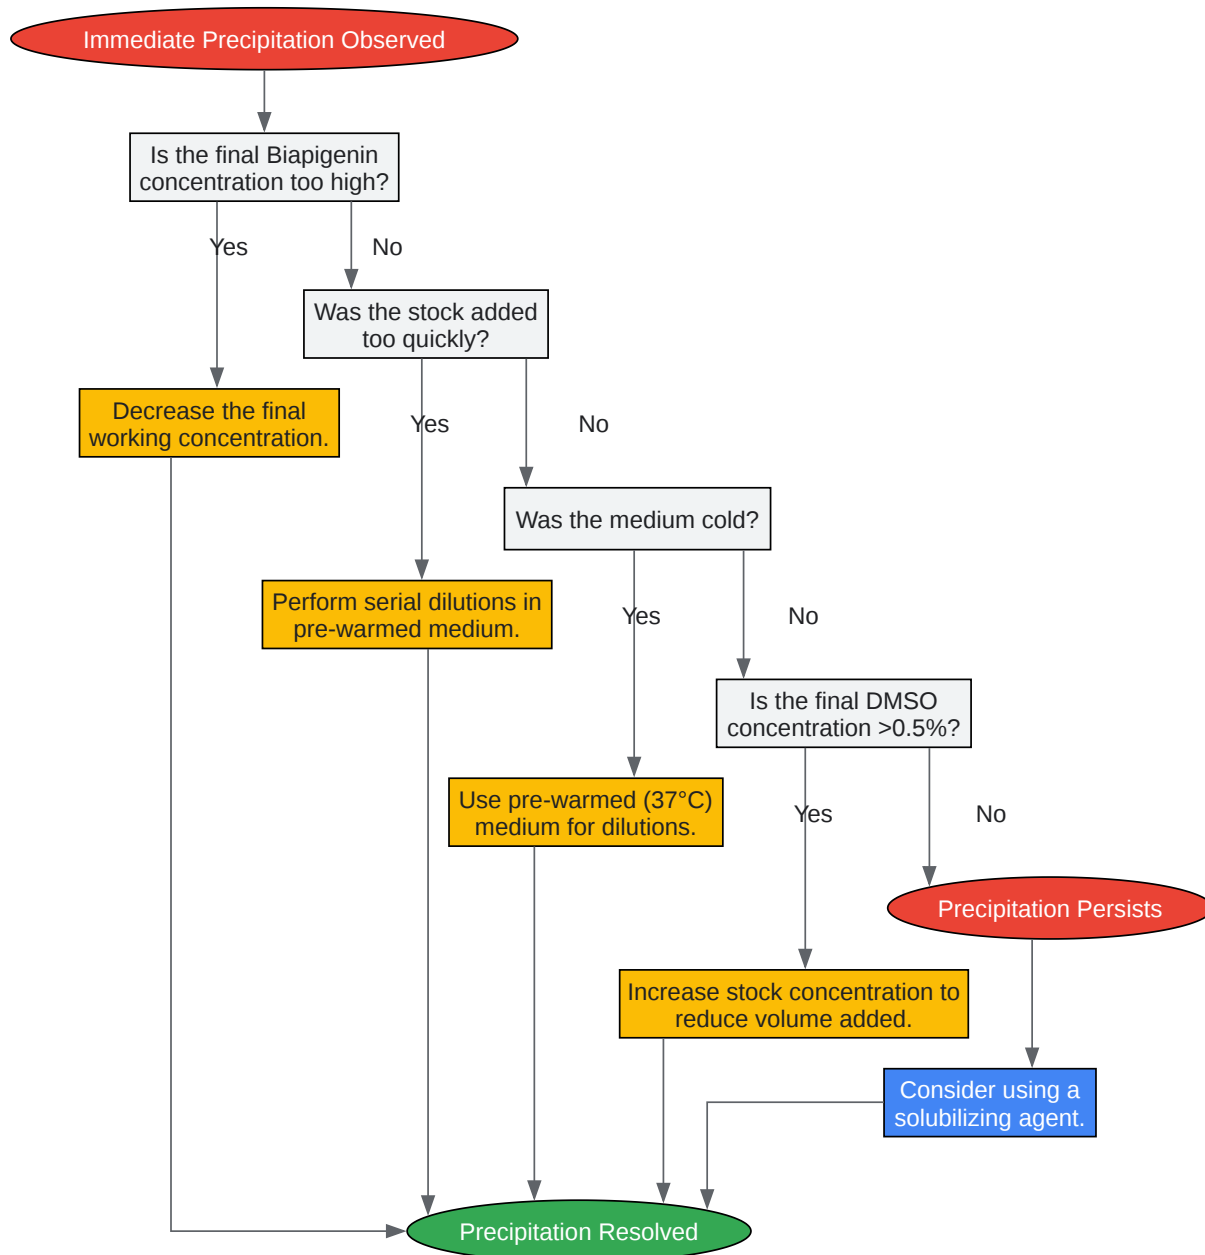 Immediate Precipitation Observed
Is the final Biapigenin
concentration too high?
Yes
No
Was the stock added
too quickly?
Decrease the final
working concentration.
Yes
No
Was the medium cold?
Perform serial dilutions in
pre-warmed medium.
Yes
No
Is the final DMSO
concentration >0.5%?
Use pre-warmed (37°C)
medium for dilutions.
Yes
No
Precipitation Persists
Increase stock concentration to
reduce volume added.
Consider using a
solubilizing agent.
Precipitation Resolved